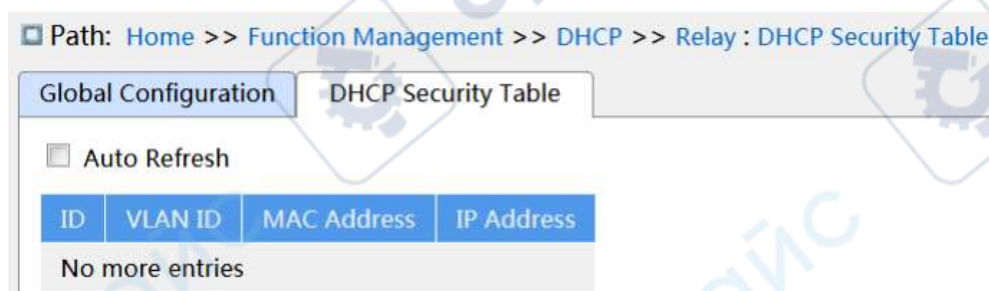 Path: Home >> Function Management >> DHCP >> Relay : DHCP Security Table
Global Configuration DHCP Security Table
Auto Refresh
ID VLAN ID MAC Address IP Address
No more entries